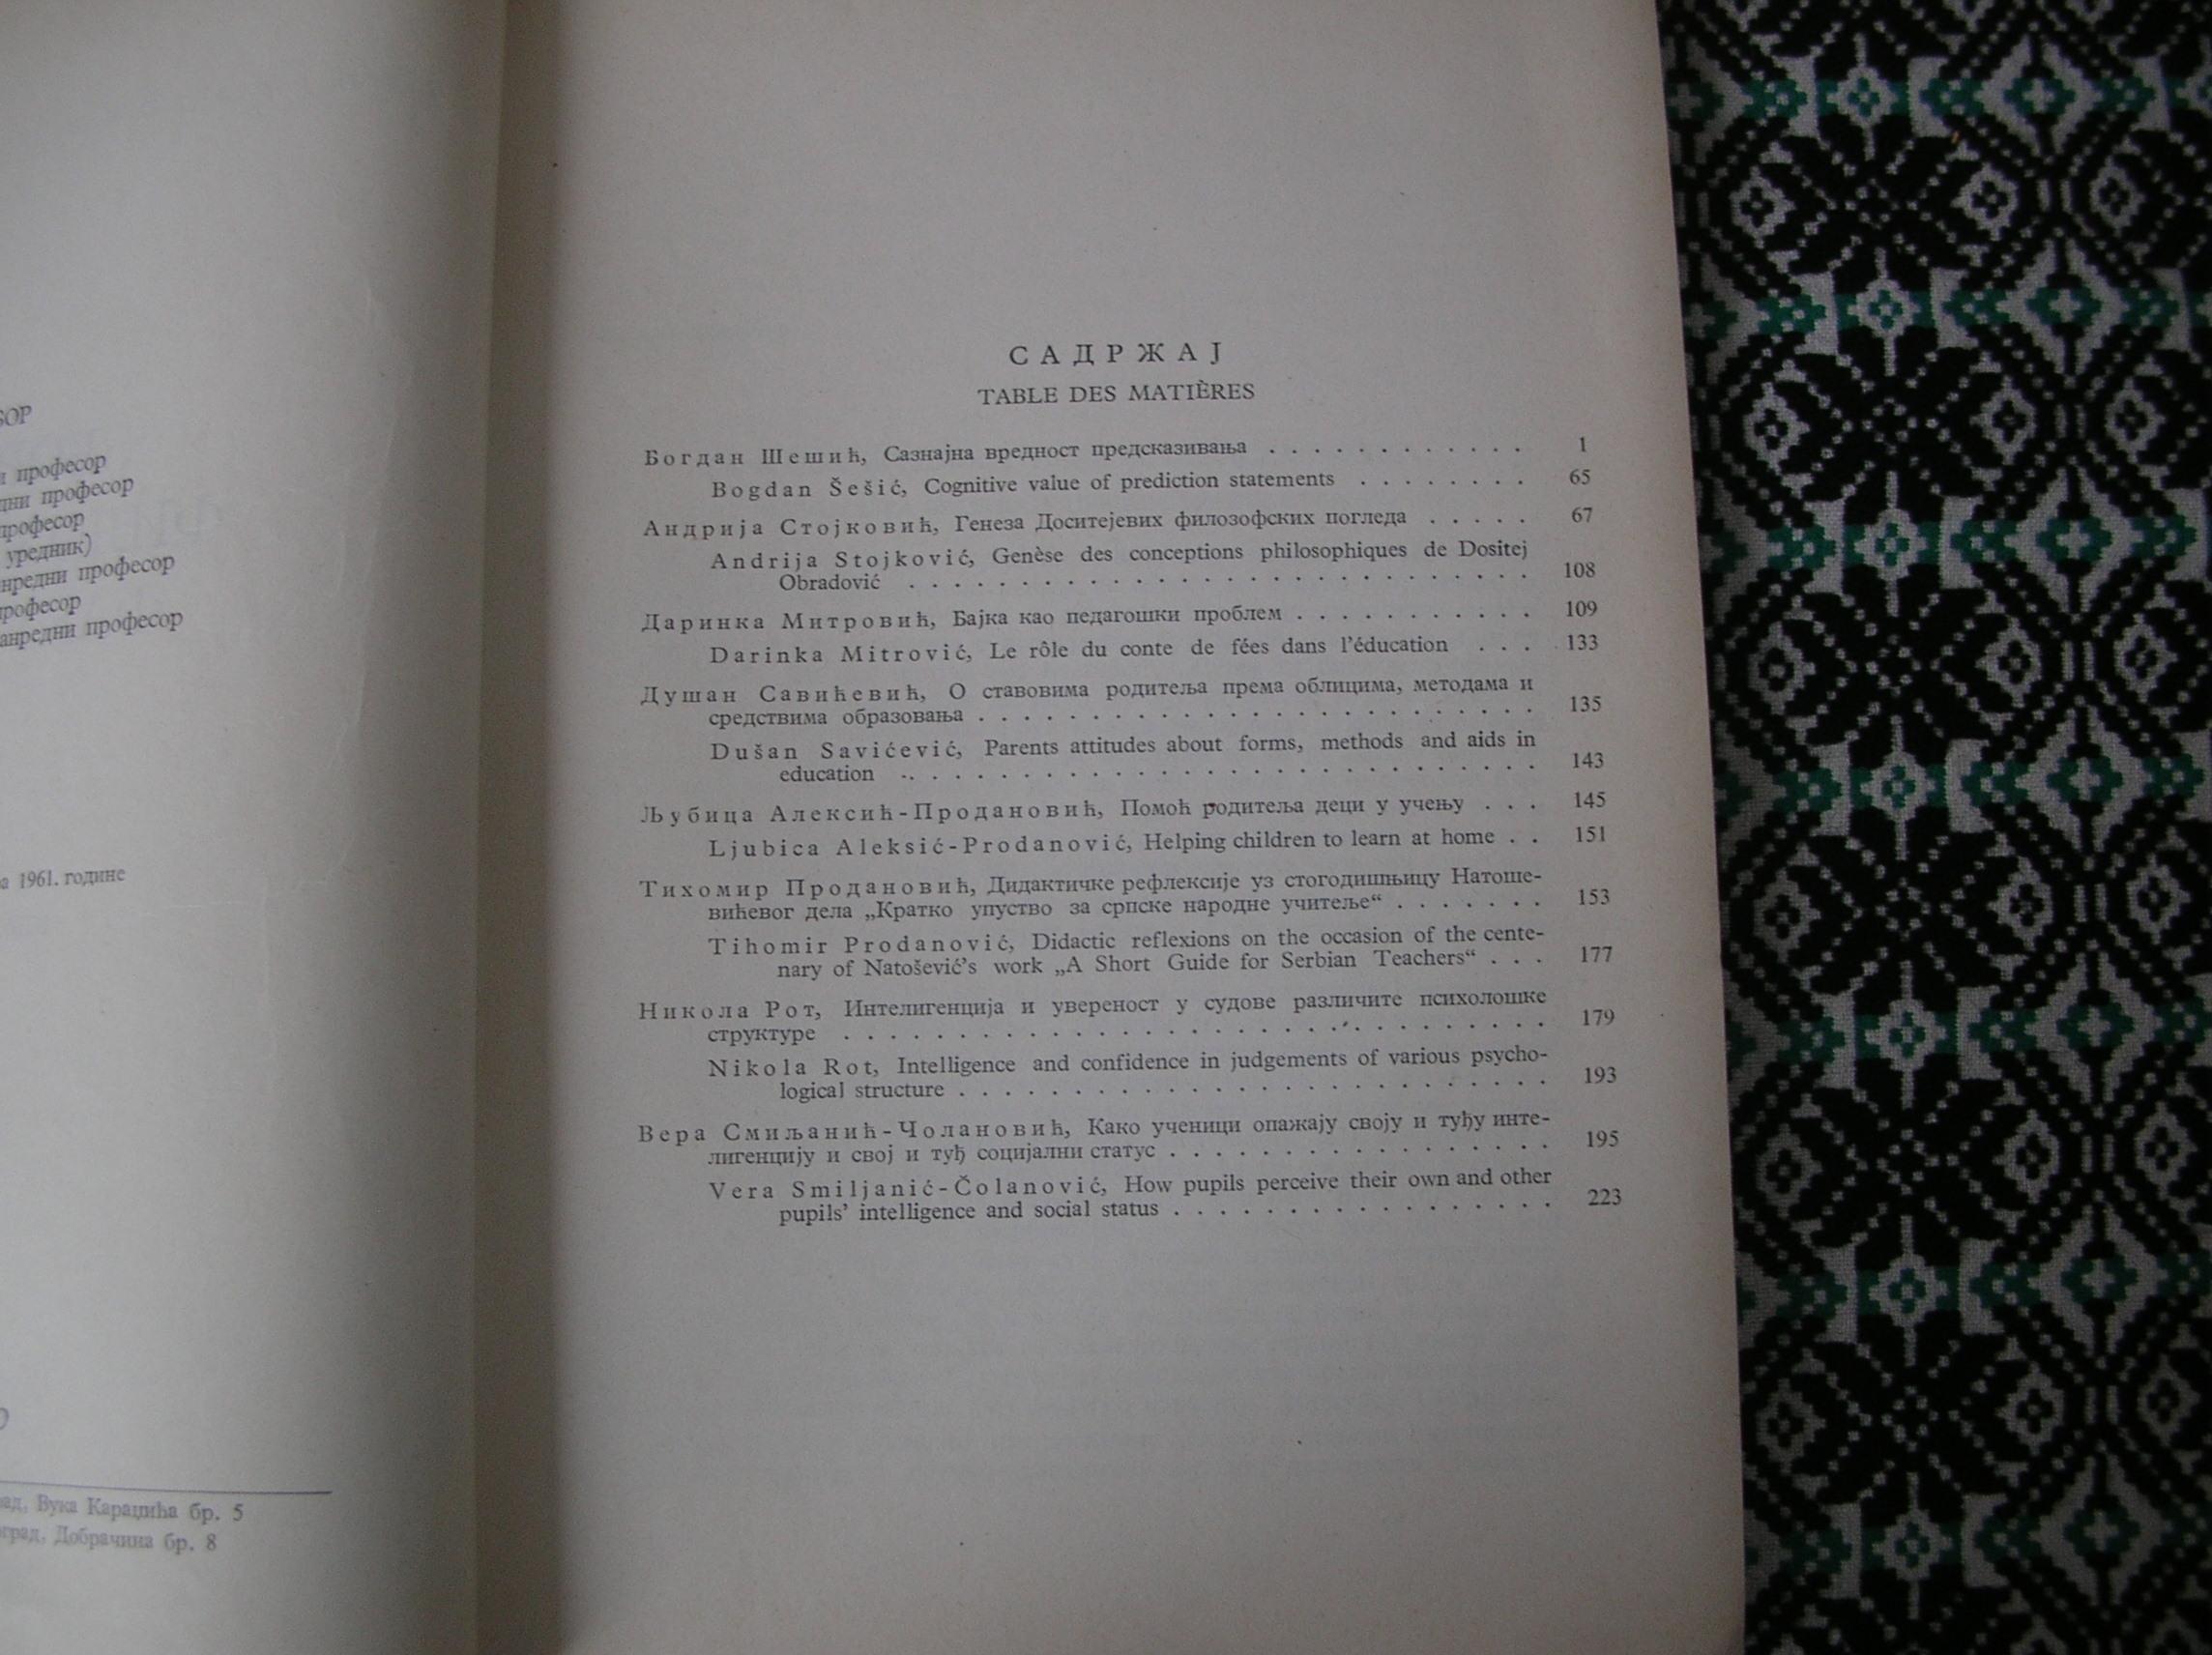 професор
професор
професор
уредник)
професор
професор
професор
1961. године
Вука Караџића бр. 5
Добрачина бр. 8
САДРЖАЈ
TABLE DES MATIÈRES
Богдан Шешић, Сазнајна вредност предсказивања . . . . . . . . . . . . 1
Bogdan Šešić, Cognitive value of prediction statements . . . . . . . . 65
Андрија Стојковић, Генеза Доситејевих филозофских погледа . . . . . 67
Andrija Stojković, Genèse des conceptions philosophiques de Dositej
Obradović . . . . . . . . . . . . . . . . . . . . . . . . . . . 108
Даринка Митровић, Бајка као педагошки проблем . . . . . . . . . . . 109
Darinka Mitrović, Le rôle du conte de fées dans l'éducation . . . 133
Душан Савићевић, О ставовима родитеља према облицима, методама и
средствима образовања . . . . . . . . . . . . . . . . . . . . . . . . 135
Dušan Savićević, Parents attitudes about forms, methods and aids in
education . . . . . . . . . . . . . . . . . . . . . . . . . . . . 143
Љубица Алексић-Продановић, Помоћ родитеља деци у учењу . . . 145
Ljubica Aleksić-Prodanović, Helping children to learn at home . . 151
Тихомир Продановић, Дидактичке рефлексије уз стогодишњицу Натоше-
вићевог дела „Кратко упуство за српске народне учитеље“ . . . . . . . 153
Tihomir Prodanović, Didactic reflexions on the occasion of the cente-
nary of Natošević's work „A Short Guide for Serbian Teachers“ . . . 177
Никола Рот, Интелигенција и увереност у судове различите психолошке
структуре . . . . . . . . . . . . . . . . . . . . . . . . . . . . . . 179
Nikola Rot, Intelligence and confidence in judgements of various psycho-
logical structure . . . . . . . . . . . . . . . . . . . . . . . . . . 193
Вера Смиљанић-Чолановић, Како ученици опажају своју и туђу инте-
лигенцију и свој и туђ социјални статус . . . . . . . . . . . . . . . . . 195
Vera Smiljanić-Čolanović, How pupils perceive their own and other
pupils' intelligence and social status . . . . . . . . . . . . . . . . . 223